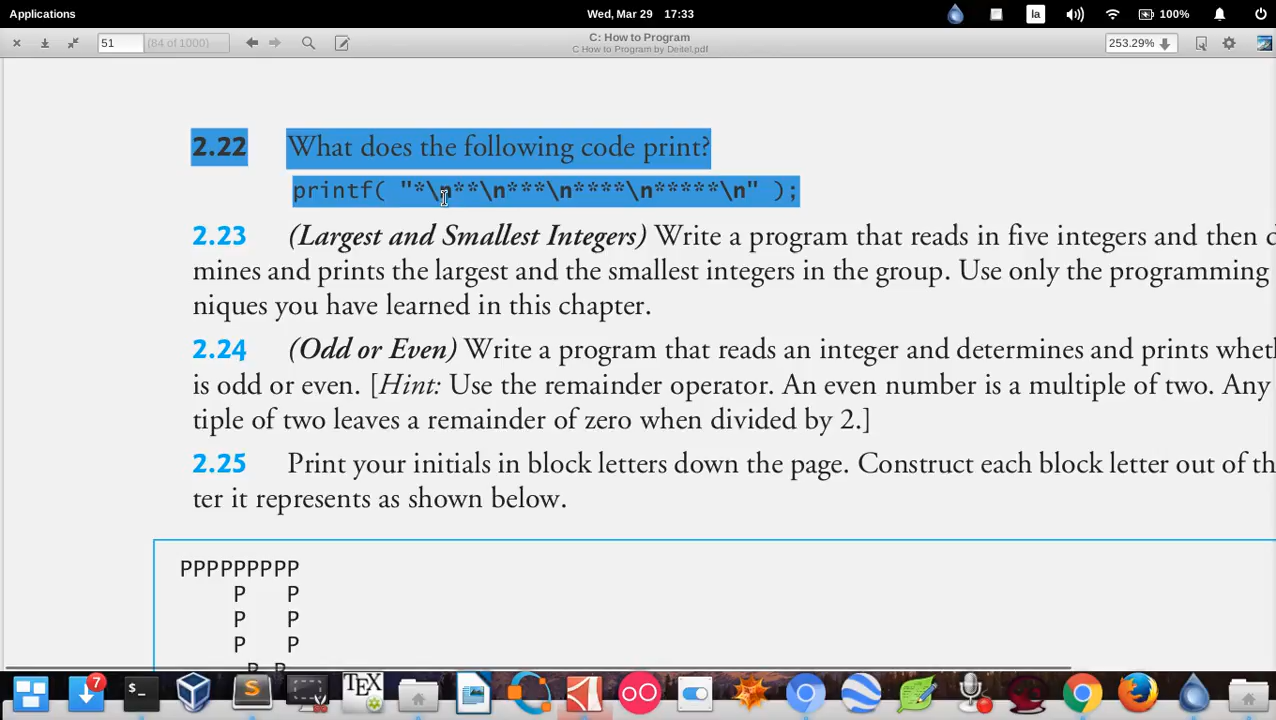 Applications
Wed, Mar 29 17:33
la
100%
51
(84 of 1000)
C: How to Program
C How to Program by Deitel.pdf
253.29%
2.22 What does the following code print?
printf( "*\n**\n***\n****\n*****\n" );
2.23 (Largest and Smallest Integers) Write a program that reads in five integers and then d
mines and prints the largest and the smallest integers in the group. Use only the programming
niques you have learned in this chapter.
2.24 (Odd or Even) Write a program that reads an integer and determines and prints wheth
is odd or even. [Hint: Use the remainder operator. An even number is a multiple of two. Any
tiple of two leaves a remainder of zero when divided by 2.]
2.25 Print your initials in block letters down the page. Construct each block letter out of th
ter it represents as shown below.
PPPPPPPPP
P P
P P
P P
P P
7
S
TEX